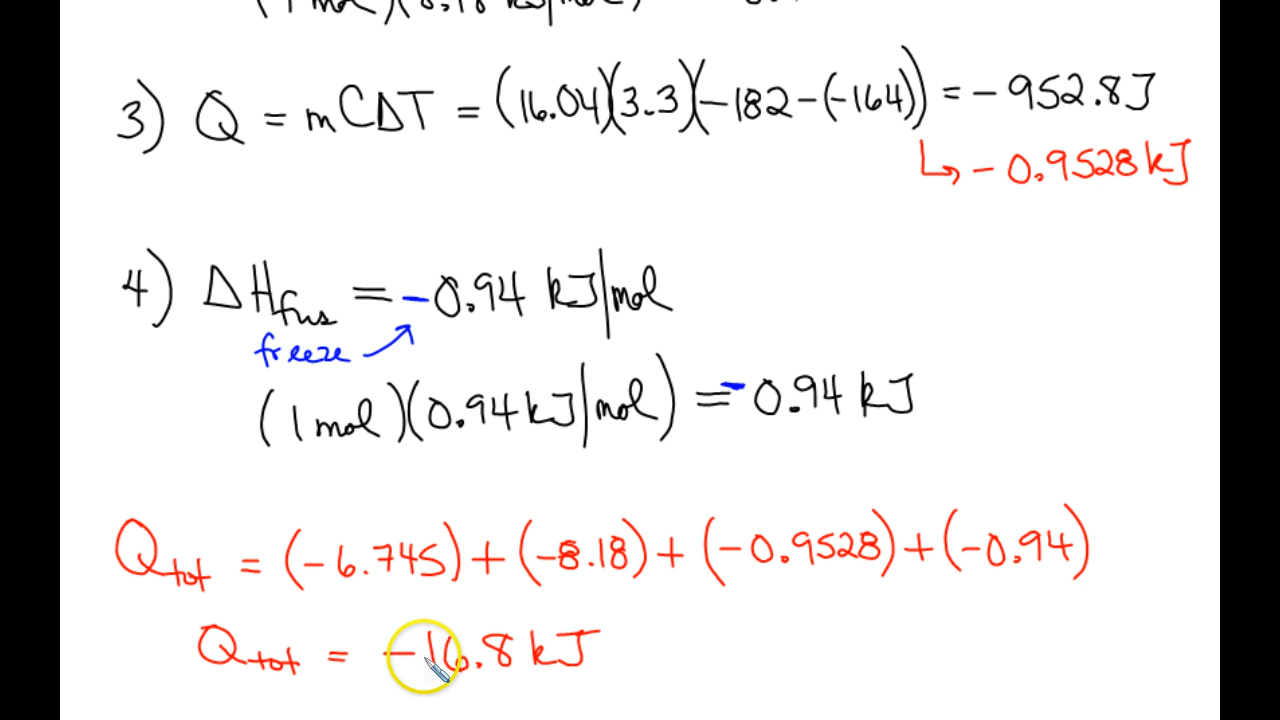 3) Q = mCΔT = (16.04)(3.3)(-182-(-164)) = -952.8J
↳ -0.9528 kJ
4) ΔHfus = -0.94 kJ/mol
freeze
(1 mol)(0.94 kJ/mol) = -0.94 kJ
Qtot = (-6.745) + (-8.18) + (-0.9528) + (-0.94)
Qtot = -16.8 kJ